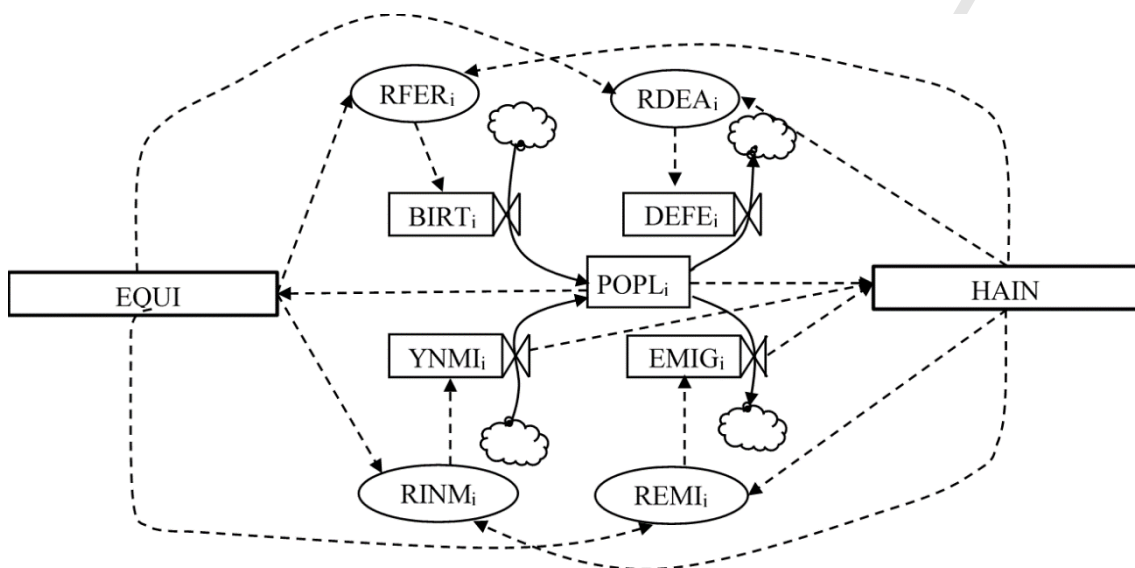 RFERᵢ
RDEAᵢ
BIRTᵢ
DEFEᵢ
POPLᵢ
EQUI
HAIN
YNMIᵢ
EMIGᵢ
RINMᵢ
REMIᵢ